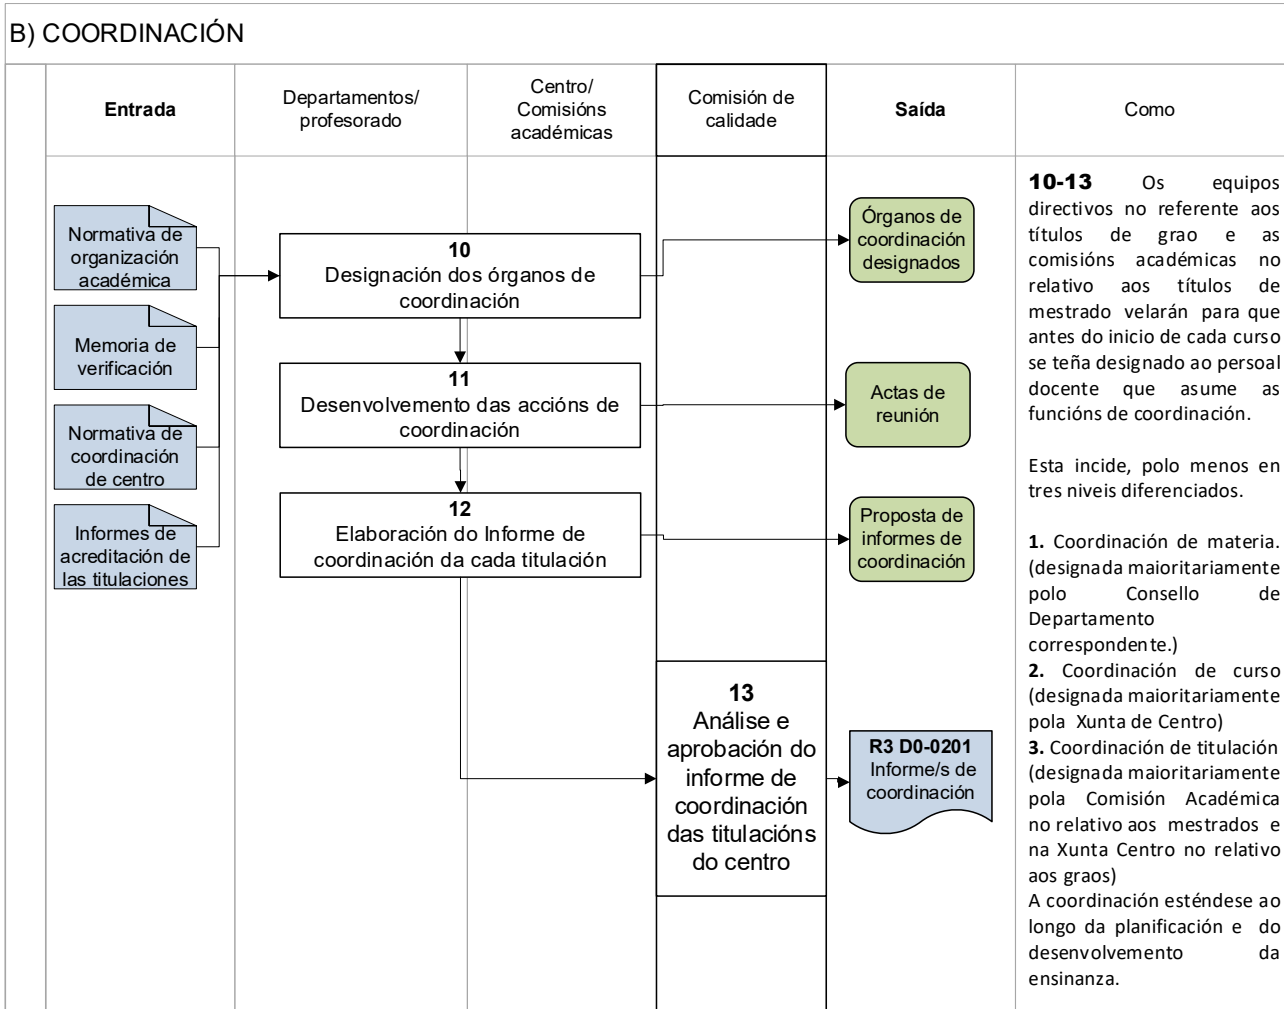 B) COORDINACIÓN
Entrada
Departamentos/
profesorado
Centro/
Comisións
académicas
Comisión de
calidade
Saída
Como
Normativa de
organización
académica
Memoria de
verificación
Normativa de
coordinación
de centro
Informes de
acreditación de
las titulaciones
10
Designación dos órganos de
coordinación
11
Desenvolvemento das accións de
coordinación
12
Elaboración do Informe de
coordinación da cada titulación
13
Análise e
aprobación do
informe de
coordinación
das titulacións
do centro
Órganos de
coordinación
designados
Actas de
reunión
Proposta de
informes de
coordinación
R3 D0-0201
Informe/s de
coordinación
10-13 Os equipos
directivos no referente aos
títulos de grao e as
comisións académicas no
relativo aos títulos de
mestrado velarán para que
antes do inicio de cada curso
se teña designado ao persoal
docente que asume as
funcións de coordinación.
Esta incide, polo menos en
tres niveis diferenciados.
1. Coordinación de materia.
(designada maioritariamente
polo Consello de
Departamento
correspondente.)
2. Coordinación de curso
(designada maioritariamente
pola Xunta de Centro)
3. Coordinación de titulación
(designada maioritariamente
pola Comisión Académica
no relativo aos mestrados e
na Xunta Centro no relativo
aos graos)
A coordinación esténdese ao
longo da planificación e do
desenvolvemento da
ensinanza.